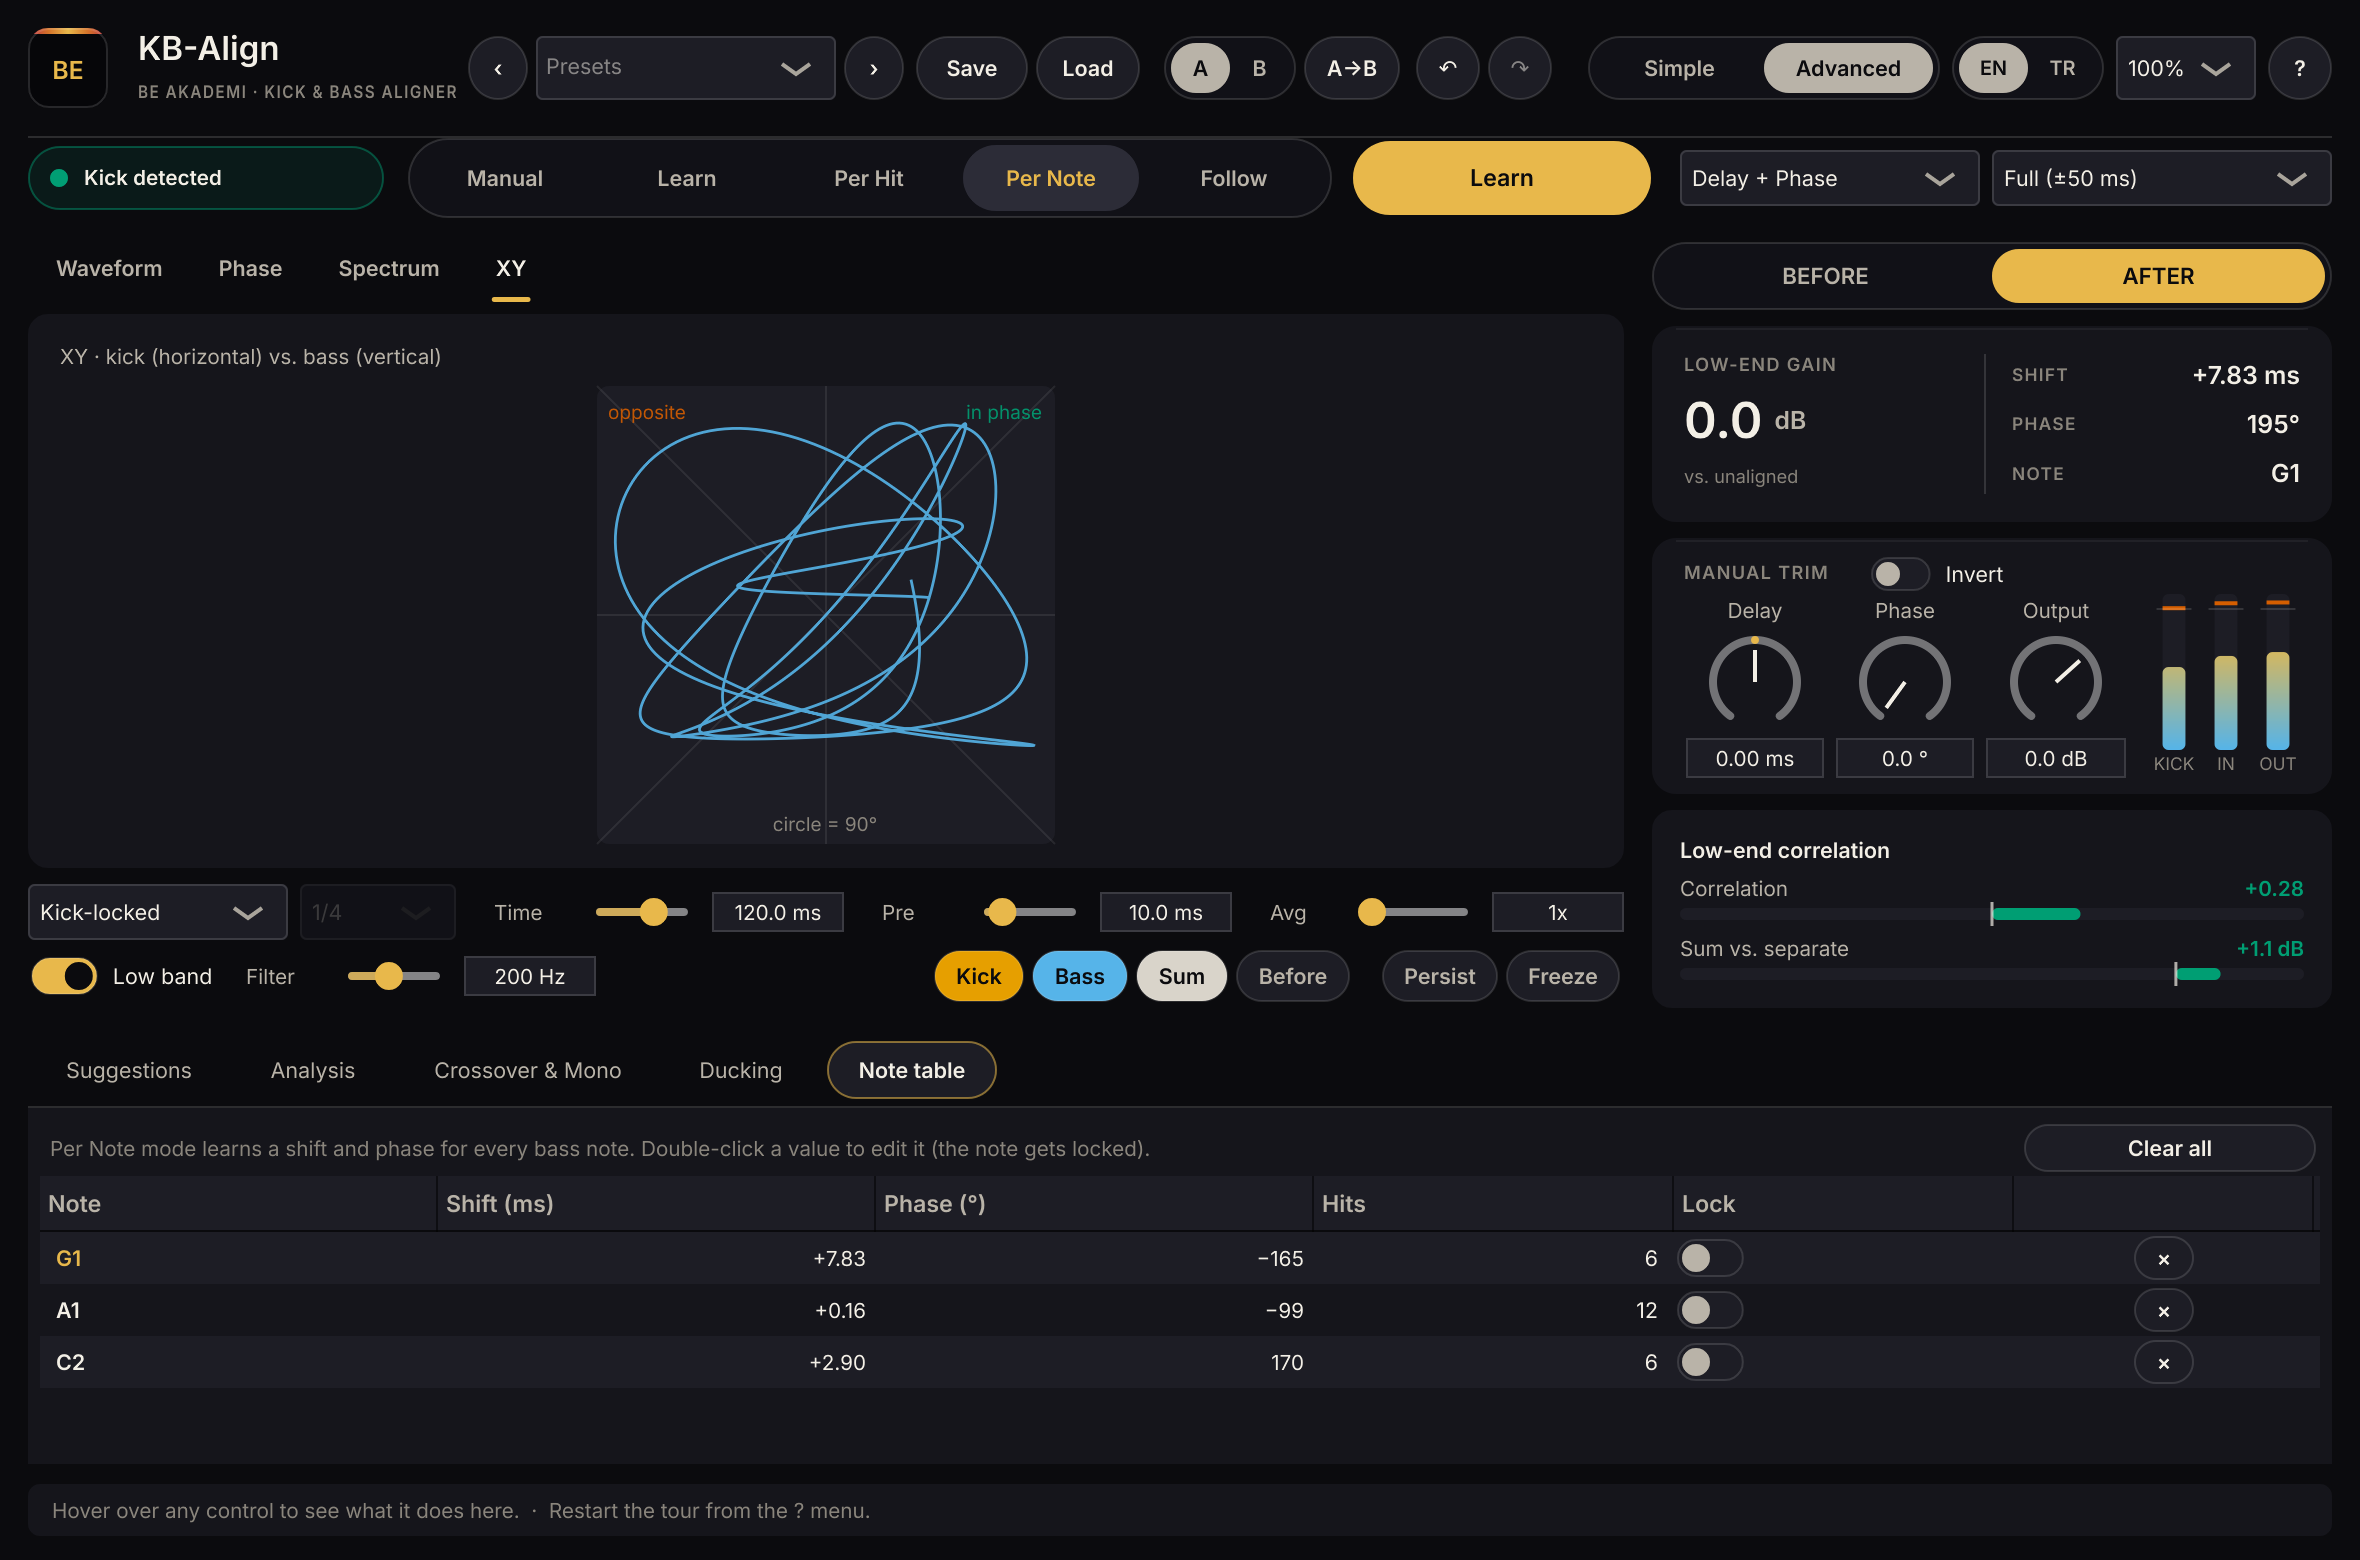 BE
KB-Align
BE AKADEMI · KICK & BASS ALIGNER
‹ Presets › Save Load A B A→B ↶ ↷ Simple Advanced EN TR 100% ?
Kick detected Manual Learn Per Hit Per Note Follow Learn Delay + Phase Full (±50 ms)
Waveform Phase Spectrum XY
BEFORE AFTER
XY · kick (horizontal) vs. bass (vertical)
opposite in phase
circle = 90°
LOW-END GAIN
0.0 dB
vs. unaligned
SHIFT +7.83 ms
PHASE 195°
NOTE G1
MANUAL TRIM Invert
Delay Phase Output
0.00 ms 0.0 ° 0.0 dB
KICK IN OUT
Low-end correlation
Correlation +0.28
Sum vs. separate +1.1 dB
Kick-locked 1/4 Time 120.0 ms Pre 10.0 ms Avg 1x
Low band Filter 200 Hz Kick Bass Sum Before Persist Freeze
Suggestions Analysis Crossover & Mono Ducking Note table
Per Note mode learns a shift and phase for every bass note. Double-click a value to edit it (the note gets locked). Clear all
Note Shift (ms) Phase (°) Hits Lock
G1 +7.83 −165 6 ×
A1 +0.16 −99 12 ×
C2 +2.90 170 6 ×
Hover over any control to see what it does here. · Restart the tour from the ? menu.